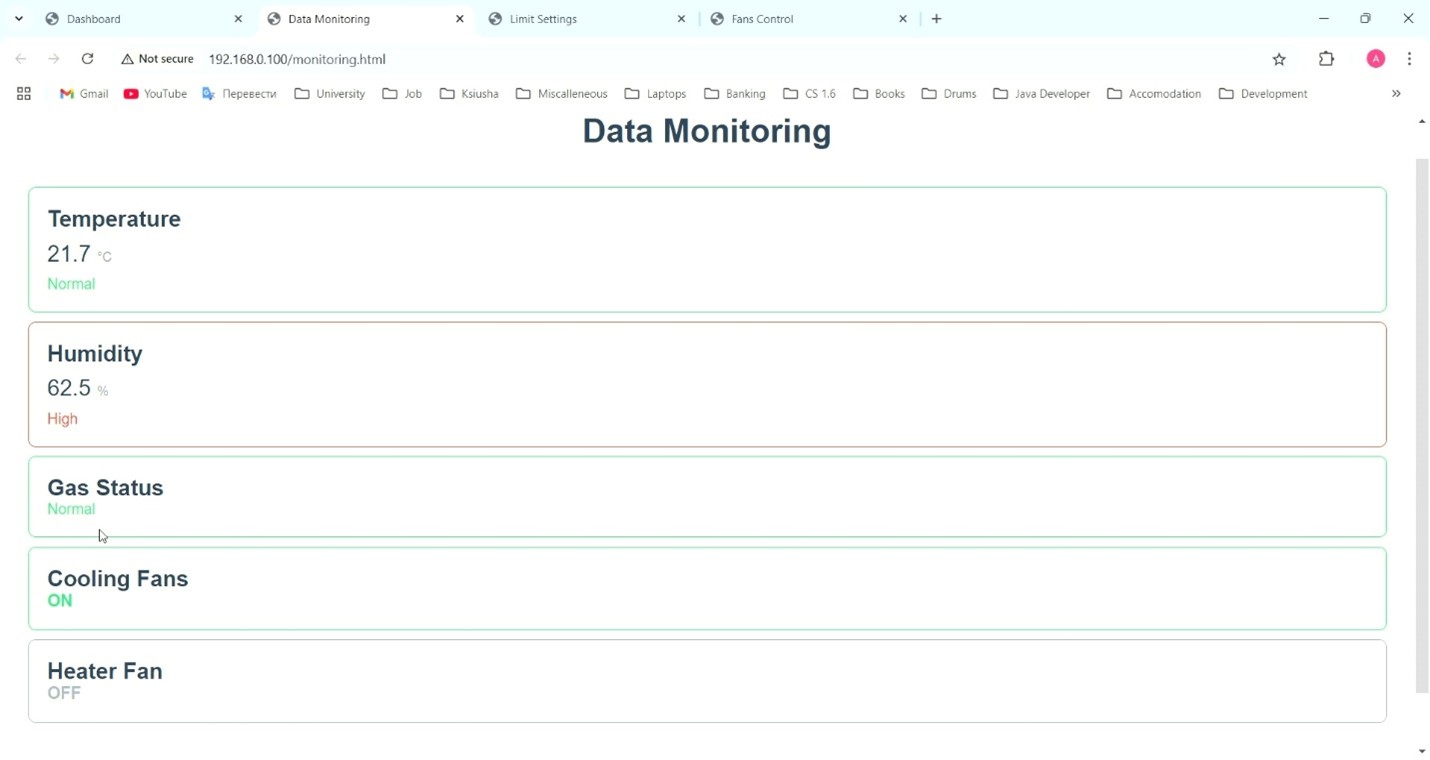 Dashboard
Data Monitoring
Limit Settings
Fans Control
Not secure
192.168.0.100/monitoring.html
A
Gmail
YouTube
Перевести
University
Job
Ksiusha
Miscalleneous
Laptops
Banking
CS 1.6
Books
Drums
Java Developer
Accomodation
Development
Data Monitoring
Temperature
21.7 °C
Normal
Humidity
62.5 %
High
Gas Status
Normal
Cooling Fans
ON
Heater Fan
OFF